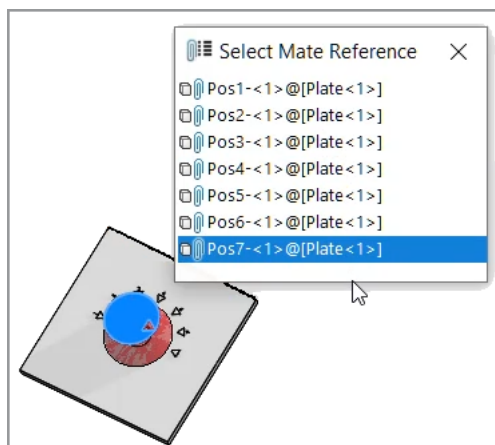 Select Mate Reference
Pos1-<1>@[Plate<1>]
Pos2-<1>@[Plate<1>]
Pos3-<1>@[Plate<1>]
Pos4-<1>@[Plate<1>]
Pos5-<1>@[Plate<1>]
Pos6-<1>@[Plate<1>]
Pos7-<1>@[Plate<1>]